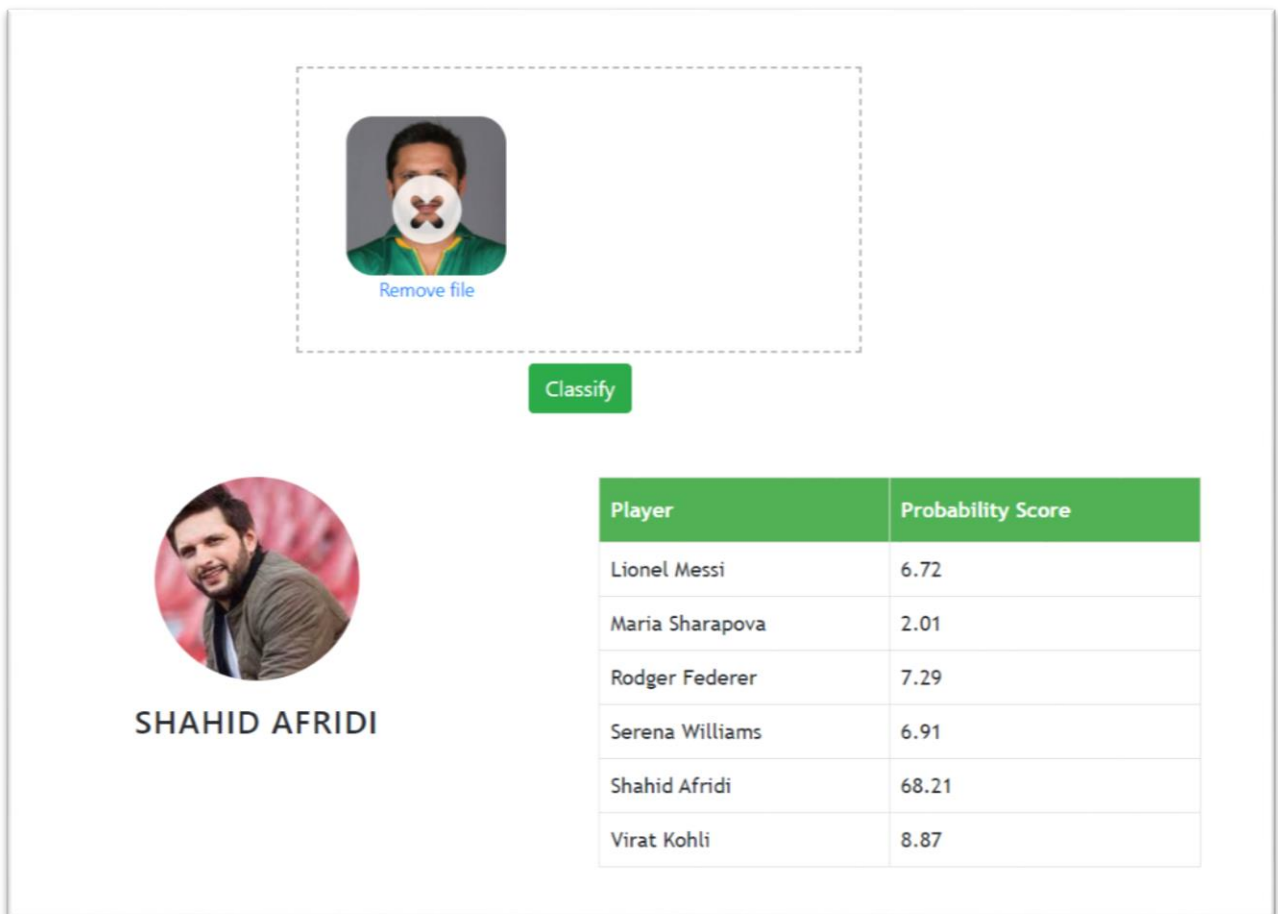 Remove file
Classify
SHAHID AFRIDI
Player Probability Score
Lionel Messi 6.72
Maria Sharapova 2.01
Rodger Federer 7.29
Serena Williams 6.91
Shahid Afridi 68.21
Virat Kohli 8.87